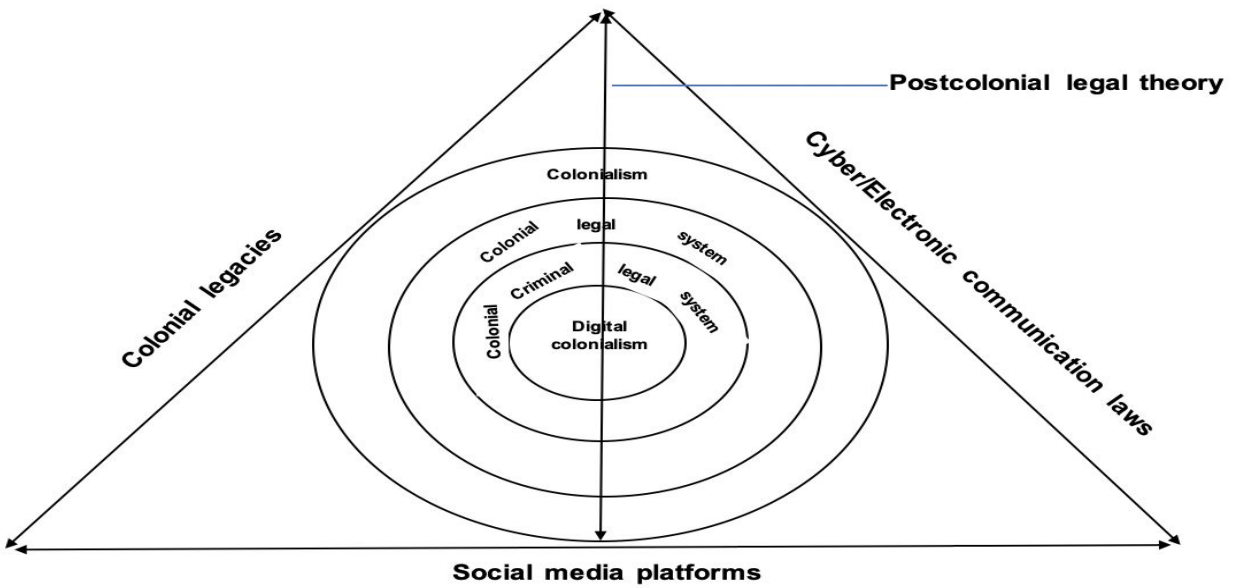 Postcolonial legal theory
Cyber/Electronic communication laws
Colonial legacies
Colonialism
Colonial legal system
Colonial Criminal legal system
Digital
colonialism
Social media platforms